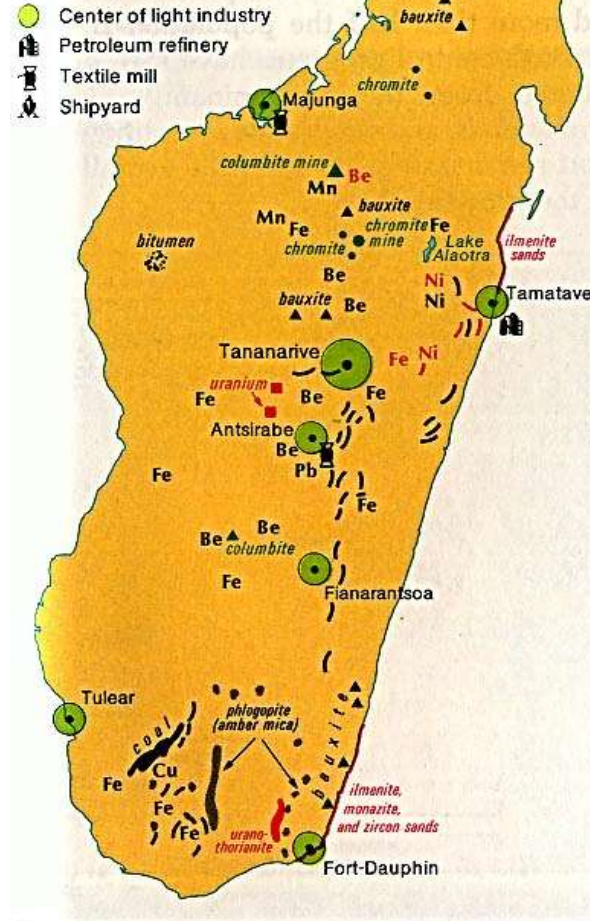 Center of light industry
Petroleum refinery
Textile mill
Shipyard
bauxite
chromite
Majunga
columbite mine
Be
Mn
bauxite
Mn
Fe
chromite
mine
Fe
chromite
Lake
Alaotra
ilmenite
sands
bitumen
Be
Ni
Ni
Tamatave
bauxite
Be
Tananarive
Fe
Ni
uranium
Fe
Be
Fe
Antsirabe
Be
Pb
Fe
Fe
Be
Be
columbite
Fe
Fianarantsoa
Tulear
phlogopite
(amber mica)
coal
bauxite
Cu
Fe
Fe
Fe
urano-
thorianite
ilmenite,
monazite,
and zircon sands
Fort-Dauphin